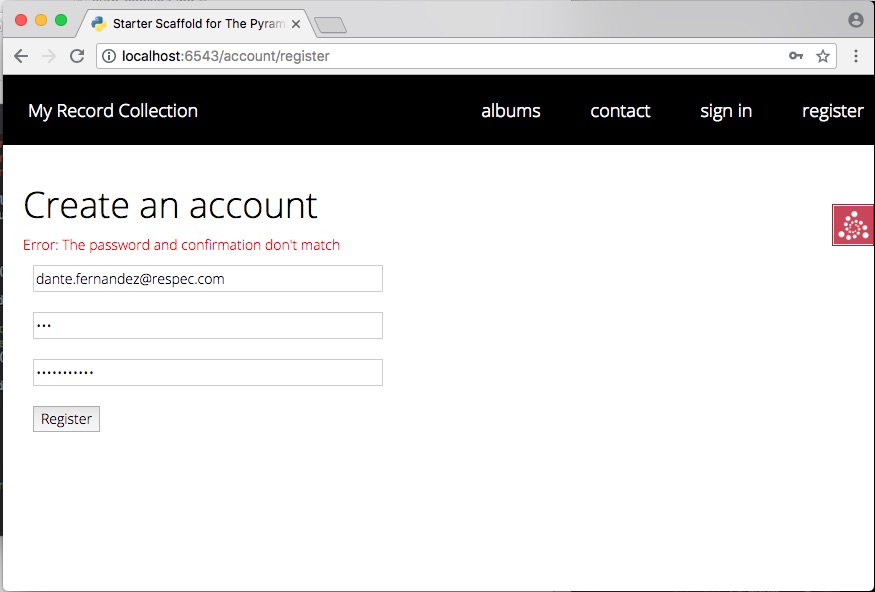 Starter Scaffold for The Pyram
localhost:6543/account/register
My Record Collection albums contact sign in register
Create an account
Error: The password and confirmation don't match
dante.fernandez@respec.com
•••
•••••••••••
Register